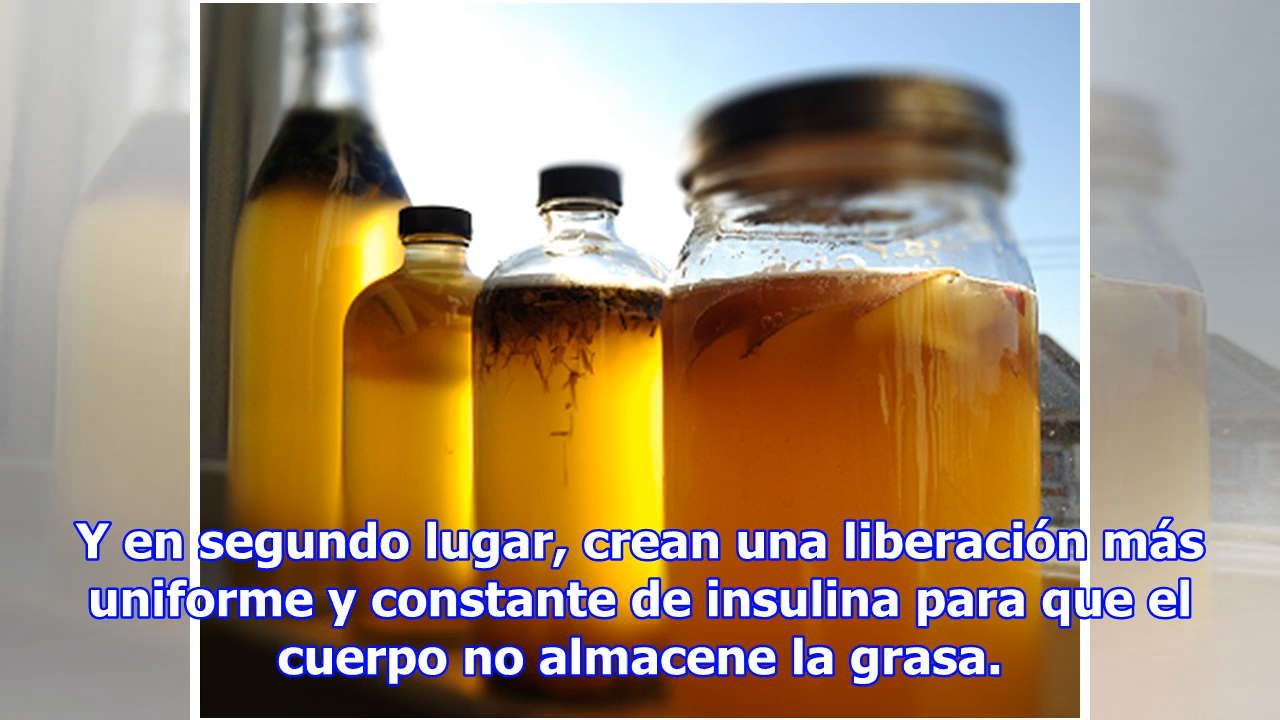 Y en segundo lugar, crean una liberación más
uniforme y constante de insulina para que el
cuerpo no almacene la grasa.